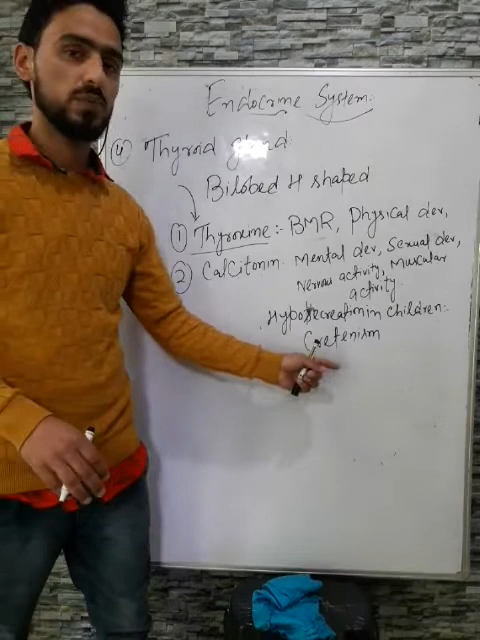 Endocrine System.
④ Thyroid gland
Bilobed H shaped
① Thyroxine:- BMR, Physical dev,
Mental dev, Sexual dev,
② Calcitonin.
Nervous activity, Muscular
activity.
Hyposecreation in children:-
Cretenism